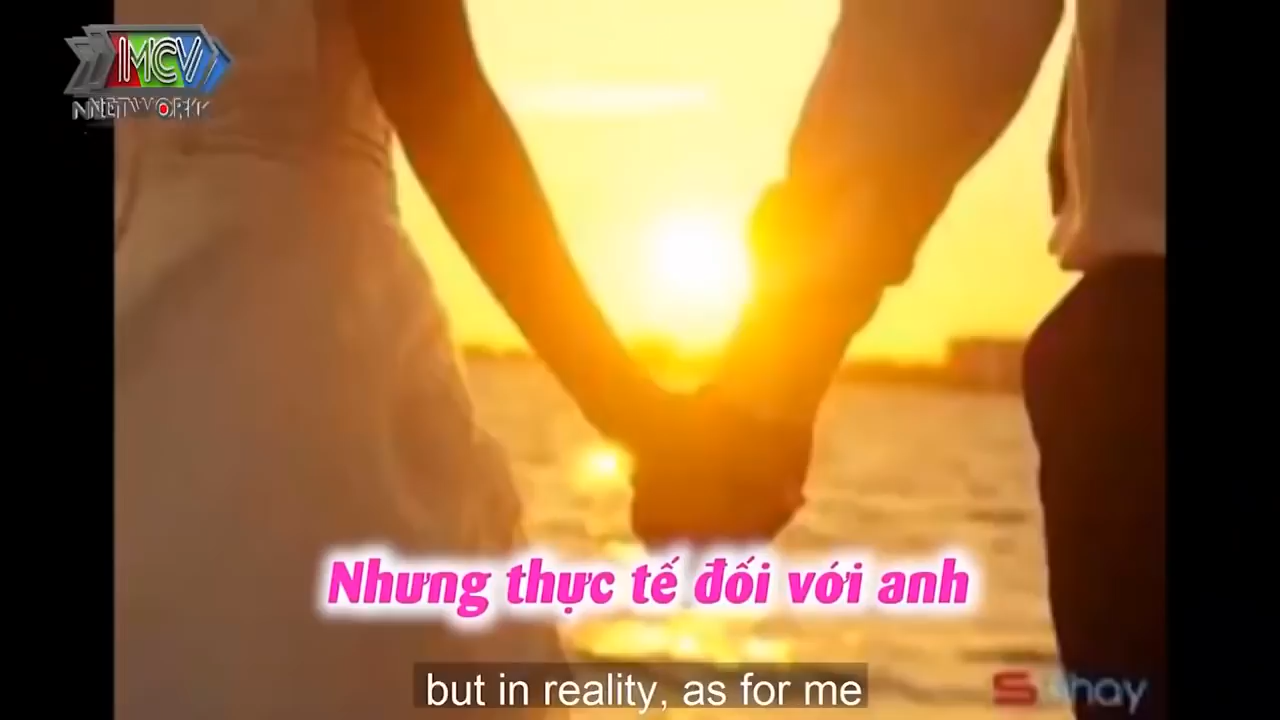 MCV
NETWORK
Nhưng thực tế đối với anh
but in reality, as for me